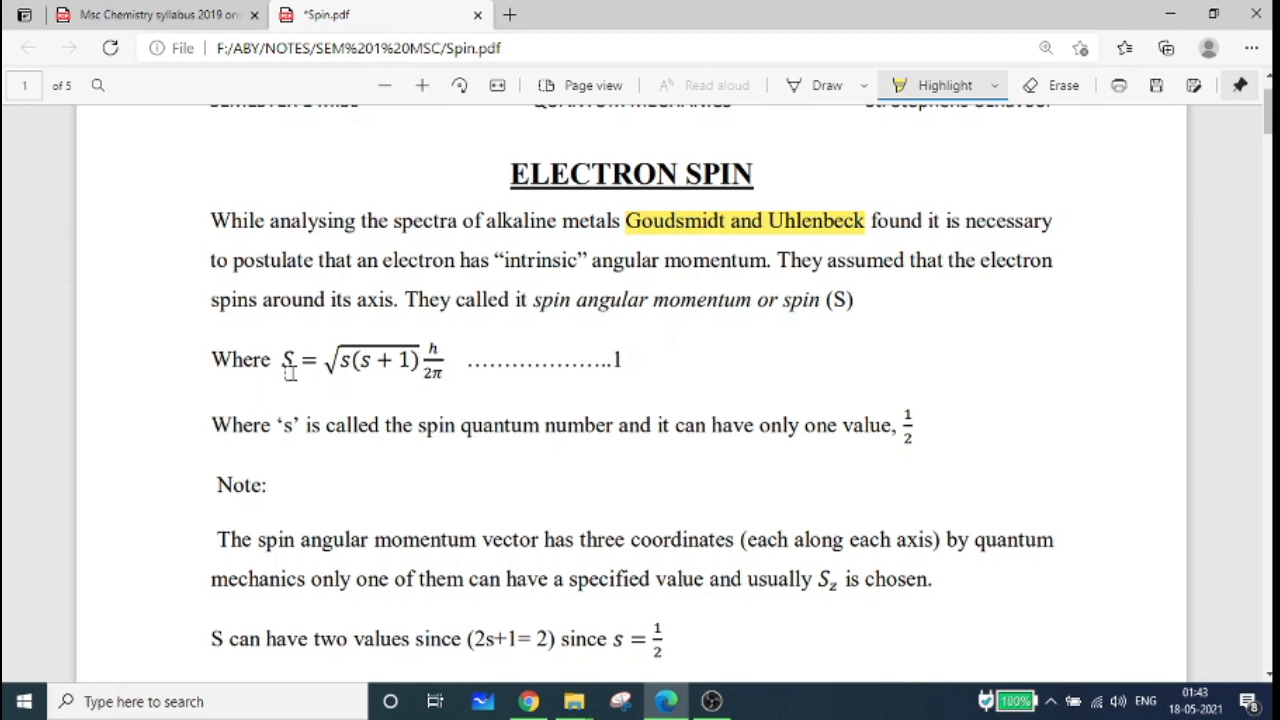 Msc Chemistry syllabus 2019 on
*Spin.pdf
File F:/ABY/NOTES/SEM%201%20MSC/Spin.pdf
1 of 5 Page view Read aloud Draw Highlight Erase
QUANTUM MECHANICS
ELECTRON SPIN
While analysing the spectra of alkaline metals Goudsmidt and Uhlenbeck found it is necessary
to postulate that an electron has “intrinsic” angular momentum. They assumed that the electron
spins around its axis. They called it spin angular momentum or spin (S)
Where S = √s(s + 1) h/2π ………………..1
Where ‘s’ is called the spin quantum number and it can have only one value, 1/2
Note:
The spin angular momentum vector has three coordinates (each along each axis) by quantum
mechanics only one of them can have a specified value and usually S_z is chosen.
S can have two values since (2s+1= 2) since s = 1/2
Type here to search
100% ENG 01:43
18-05-2021 8